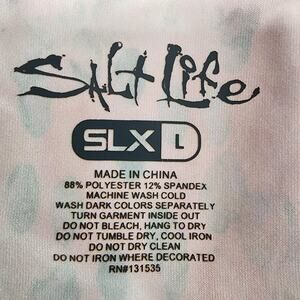 Salt Life
SLX L
MADE IN CHINA
88% POLYESTER 12% SPANDEX
MACHINE WASH COLD
WASH DARK COLORS SEPARATELY
TURN GARMENT INSIDE OUT
DO NOT BLEACH, HANG TO DRY
DO NOT TUMBLE DRY, COOL IRON
DO NOT DRY CLEAN
DO NOT IRON WHERE DECORATED
RN#131535